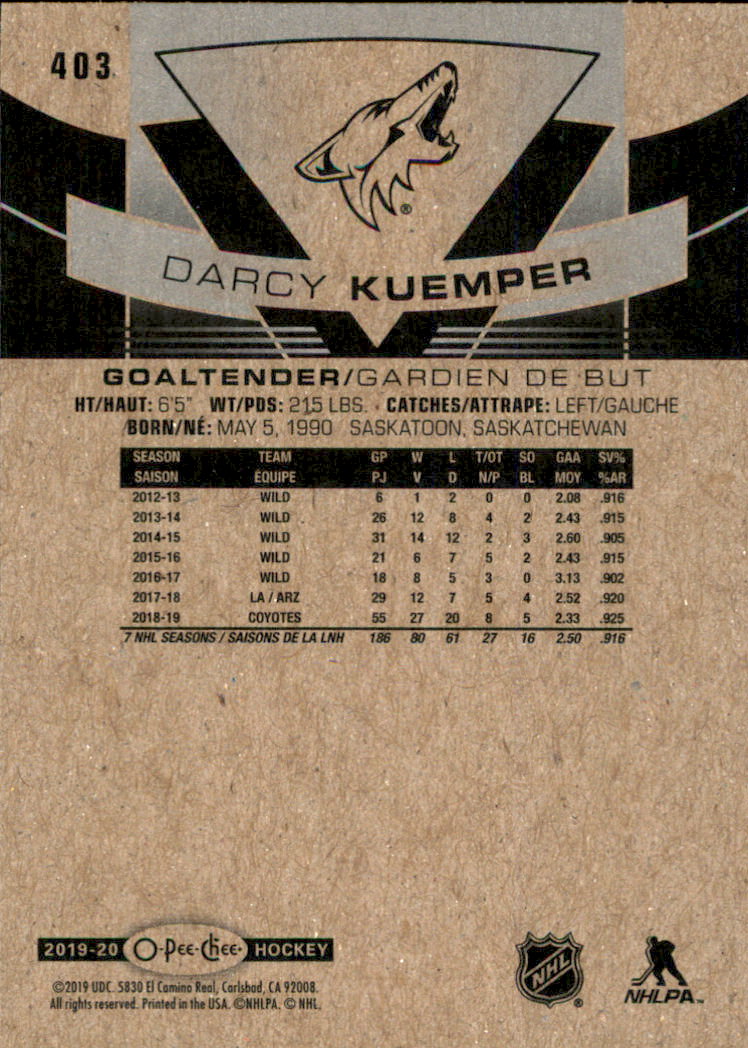 403
®
DARCY KUEMPER
GOALTENDER/GARDIEN DE BUT
HT/HAUT: 6'5" WT/PDS: 215 LBS. • CATCHES/ATTRAPE: LEFT/GAUCHE
BORN/NÉ: MAY 5, 1990 SASKATOON, SASKATCHEWAN
SEASON TEAM GP W L T/OT SO GAA SV%
SAISON ÉQUIPE PJ V D N/P BL MOY %AR
2012-13 WILD 6 1 2 0 0 2.08 .916
2013-14 WILD 26 12 8 4 2 2.43 .915
2014-15 WILD 31 14 12 2 3 2.60 .905
2015-16 WILD 21 6 7 5 2 2.43 .915
2016-17 WILD 18 8 5 3 0 3.13 .902
2017-18 LA / ARZ 29 12 7 5 4 2.52 .920
2018-19 COYOTES 55 27 20 8 5 2.33 .925
7 NHL SEASONS / SAISONS DE LA LNH 186 80 61 27 16 2.50 .916
2019-20 O-Pee-Chee HOCKEY
©2019 UDC. 5830 El Camino Real, Carlsbad, CA 92008.
All rights reserved. Printed in the USA. ©NHLPA. © NHL.
NHL ®
NHLPA™